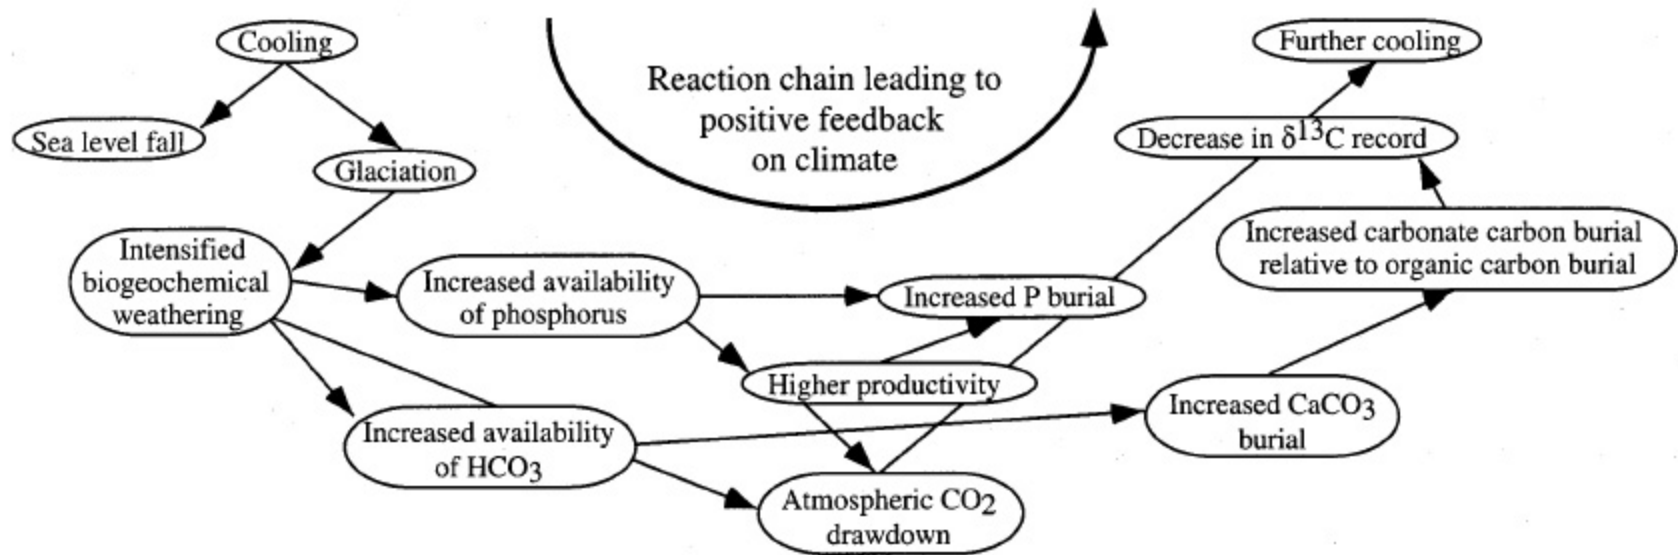 Cooling
Sea level fall
Glaciation
Intensified
biogeochemical
weathering
Increased availability
of phosphorus
Increased availability
of HCO3
Reaction chain leading to
positive feedback
on climate
Increased P burial
Higher productivity
Atmospheric CO2
drawdown
Further cooling
Decrease in δ13C record
Increased carbonate carbon burial
relative to organic carbon burial
Increased CaCO3
burial